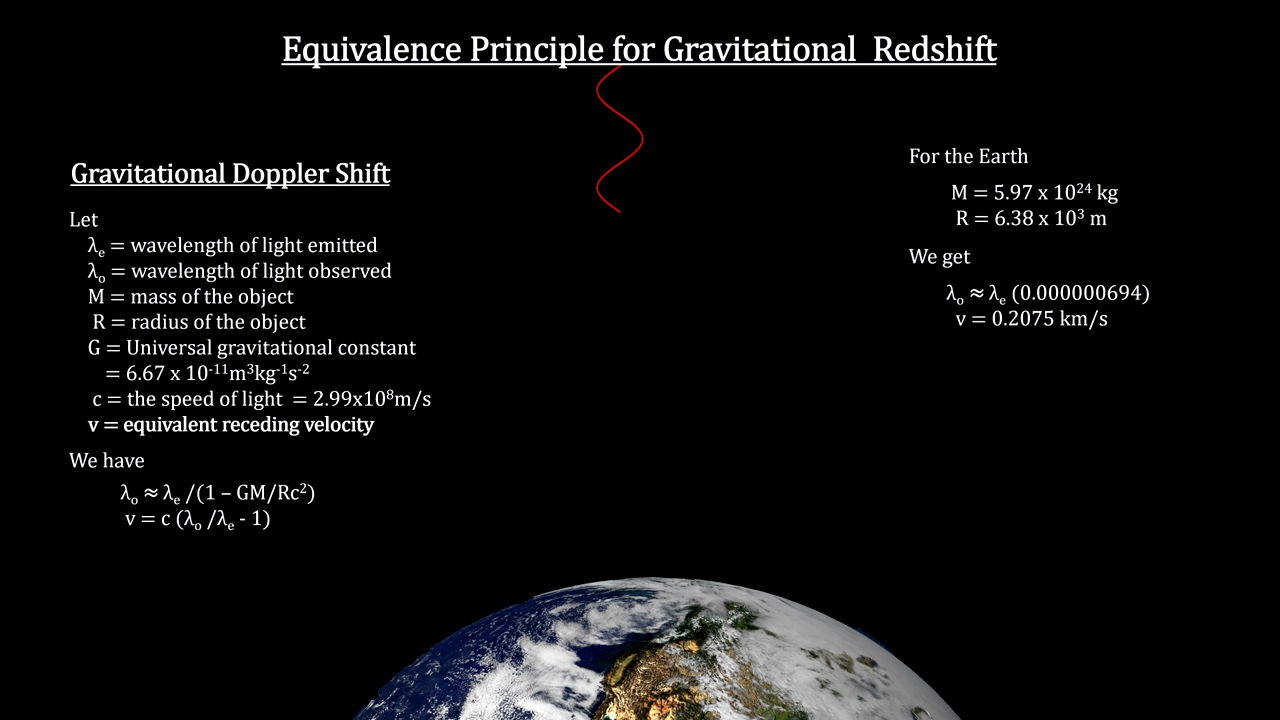 Equivalence Principle for Gravitational  Redshift
Gravitational Doppler Shift
Let
λₑ = wavelength of light emitted
λₒ = wavelength of light observed
M = mass of the object
R = radius of the object
G = Universal gravitational constant
= 6.67 x 10⁻¹¹m³kg⁻¹s⁻²
c = the speed of light  = 2.99x10⁸m/s
v = equivalent receding velocity
We have
λₒ ≈ λₑ /(1 – GM/Rc²)
v = c (λₒ /λₑ - 1)
For the Earth
M = 5.97 x 10²⁴ kg
R = 6.38 x 10³ m
We get
λₒ ≈ λₑ (0.000000694)
v = 0.2075 km/s